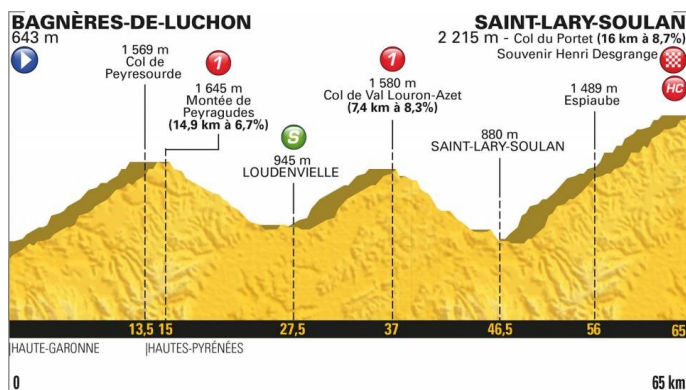 BAGNÈRES-DE-LUCHON
643 m
SAINT-LARY-SOULAN
2 215 m - Col du Portet (16 km à 8,7%)
Souvenir Henri Desgrange
HC
1 569 m
Col de
Peyresourde
1
1 645 m
Montée de
Peyragudes
(14,9 km à 6,7%)
S
945 m
LOUDENVIELLE
1
1 580 m
Col de Val Louron-Azet
(7,4 km à 8,3%)
880 m
SAINT-LARY-SOULAN
1 489 m
Espiaube
13,5 15 27,5 37 46,5 56 65
HAUTE-GARONNE HAUTES-PYRÉNÉES
0 65 km